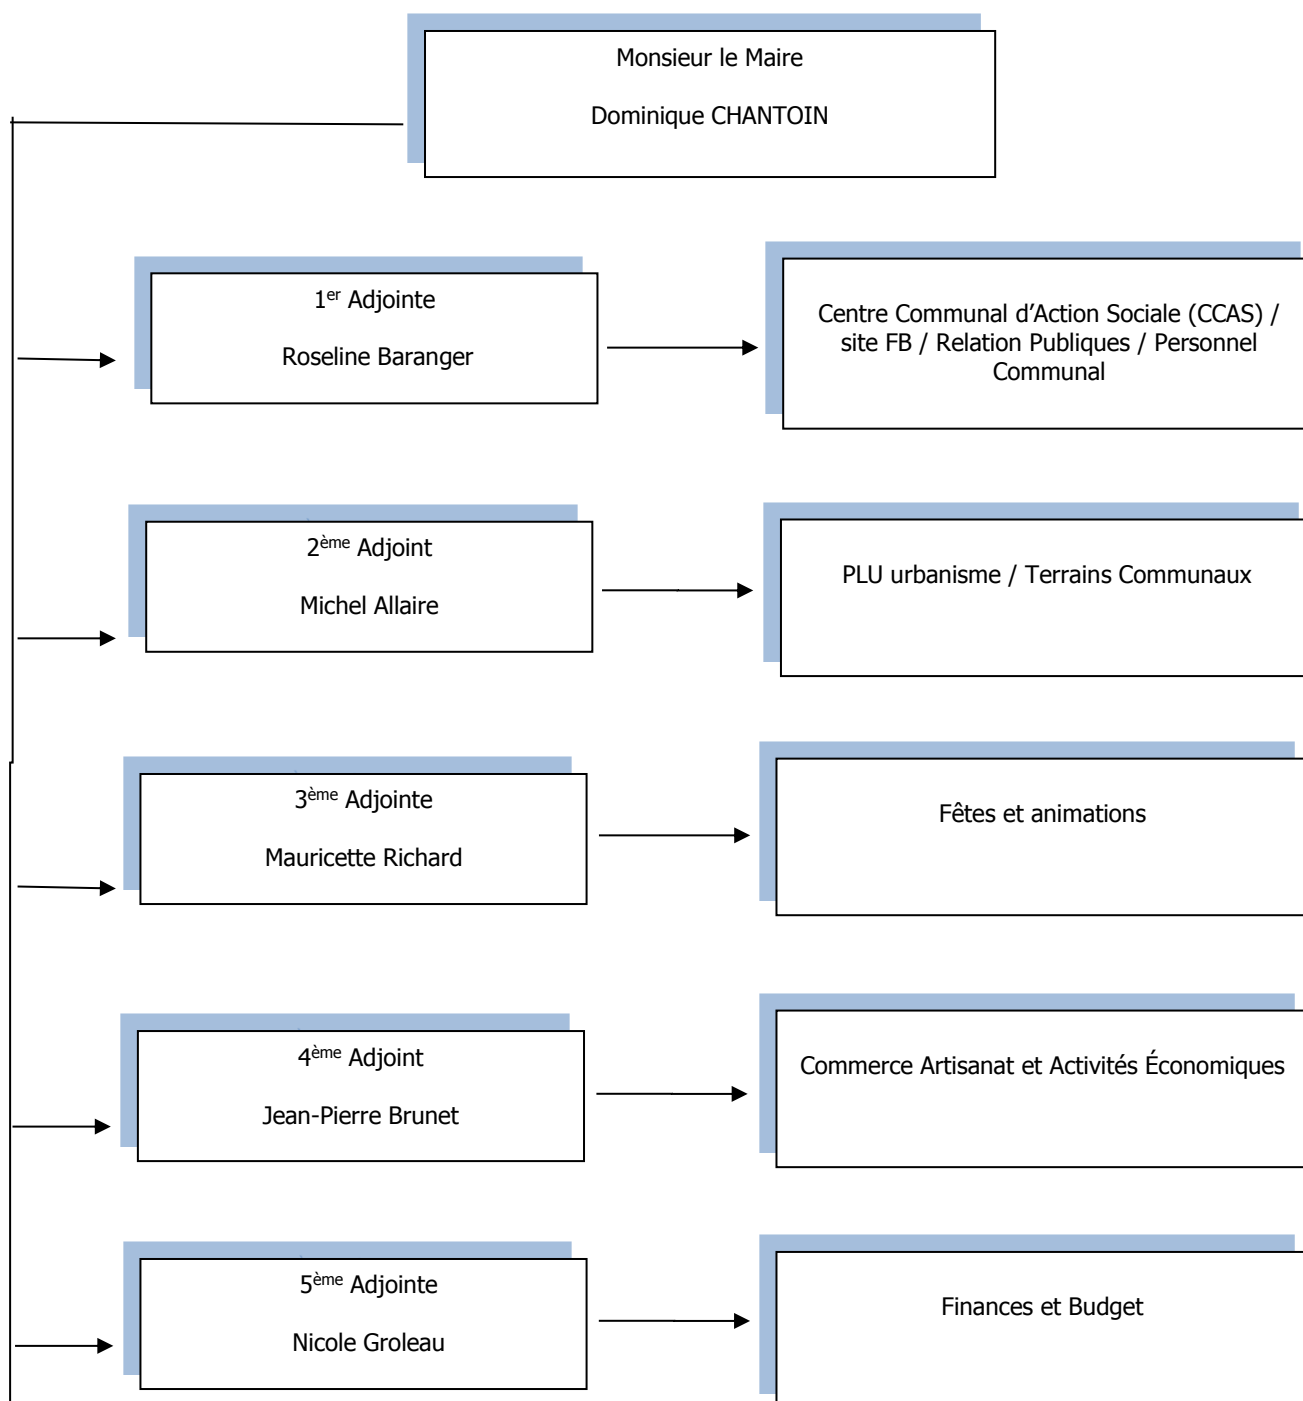 Monsieur le Maire
Dominique CHANTOIN
1er Adjointe
Roseline Baranger
Centre Communal d’Action Sociale (CCAS) /
site FB / Relation Publiques / Personnel
Communal
2ème Adjoint
Michel Allaire
PLU urbanisme / Terrains Communaux
3ème Adjointe
Mauricette Richard
Fêtes et animations
4ème Adjoint
Jean-Pierre Brunet
Commerce Artisanat et Activités Économiques
5ème Adjointe
Nicole Groleau
Finances et Budget